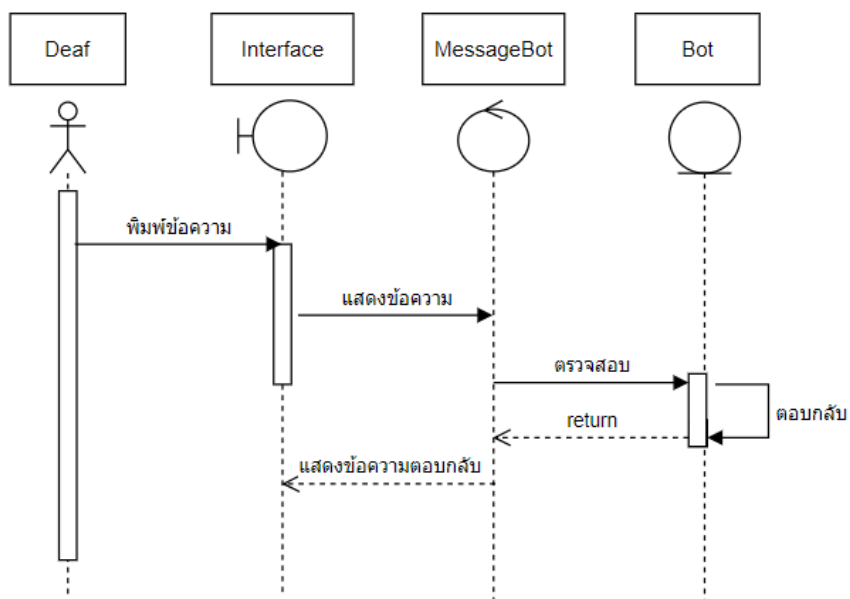 Deaf
Interface
MessageBot
Bot
พิมพ์ข้อความ
แสดงข้อความ
ตรวจสอบ
ตอบกลับ
return
แสดงข้อความตอบกลับ